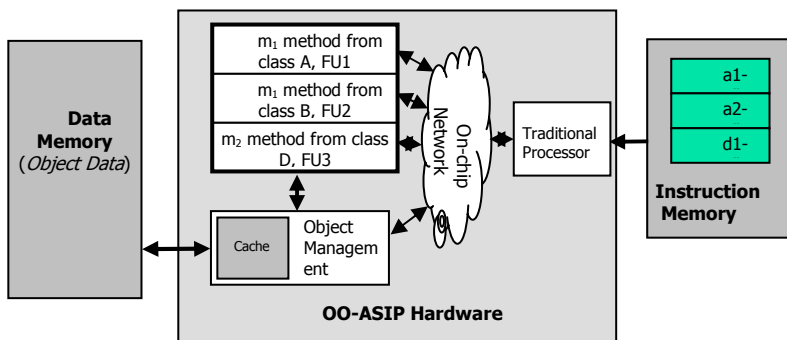 Data
Memory
(Object Data)
m₁ method from
class A, FU1
m₁ method from
class B, FU2
m₂ method from class
D, FU3
Cache
Object
Managem
ent
On-chip
Network
Traditional
Processor
OO-ASIP Hardware
a1-
..
a2-
..
d1-
..
Instruction
Memory